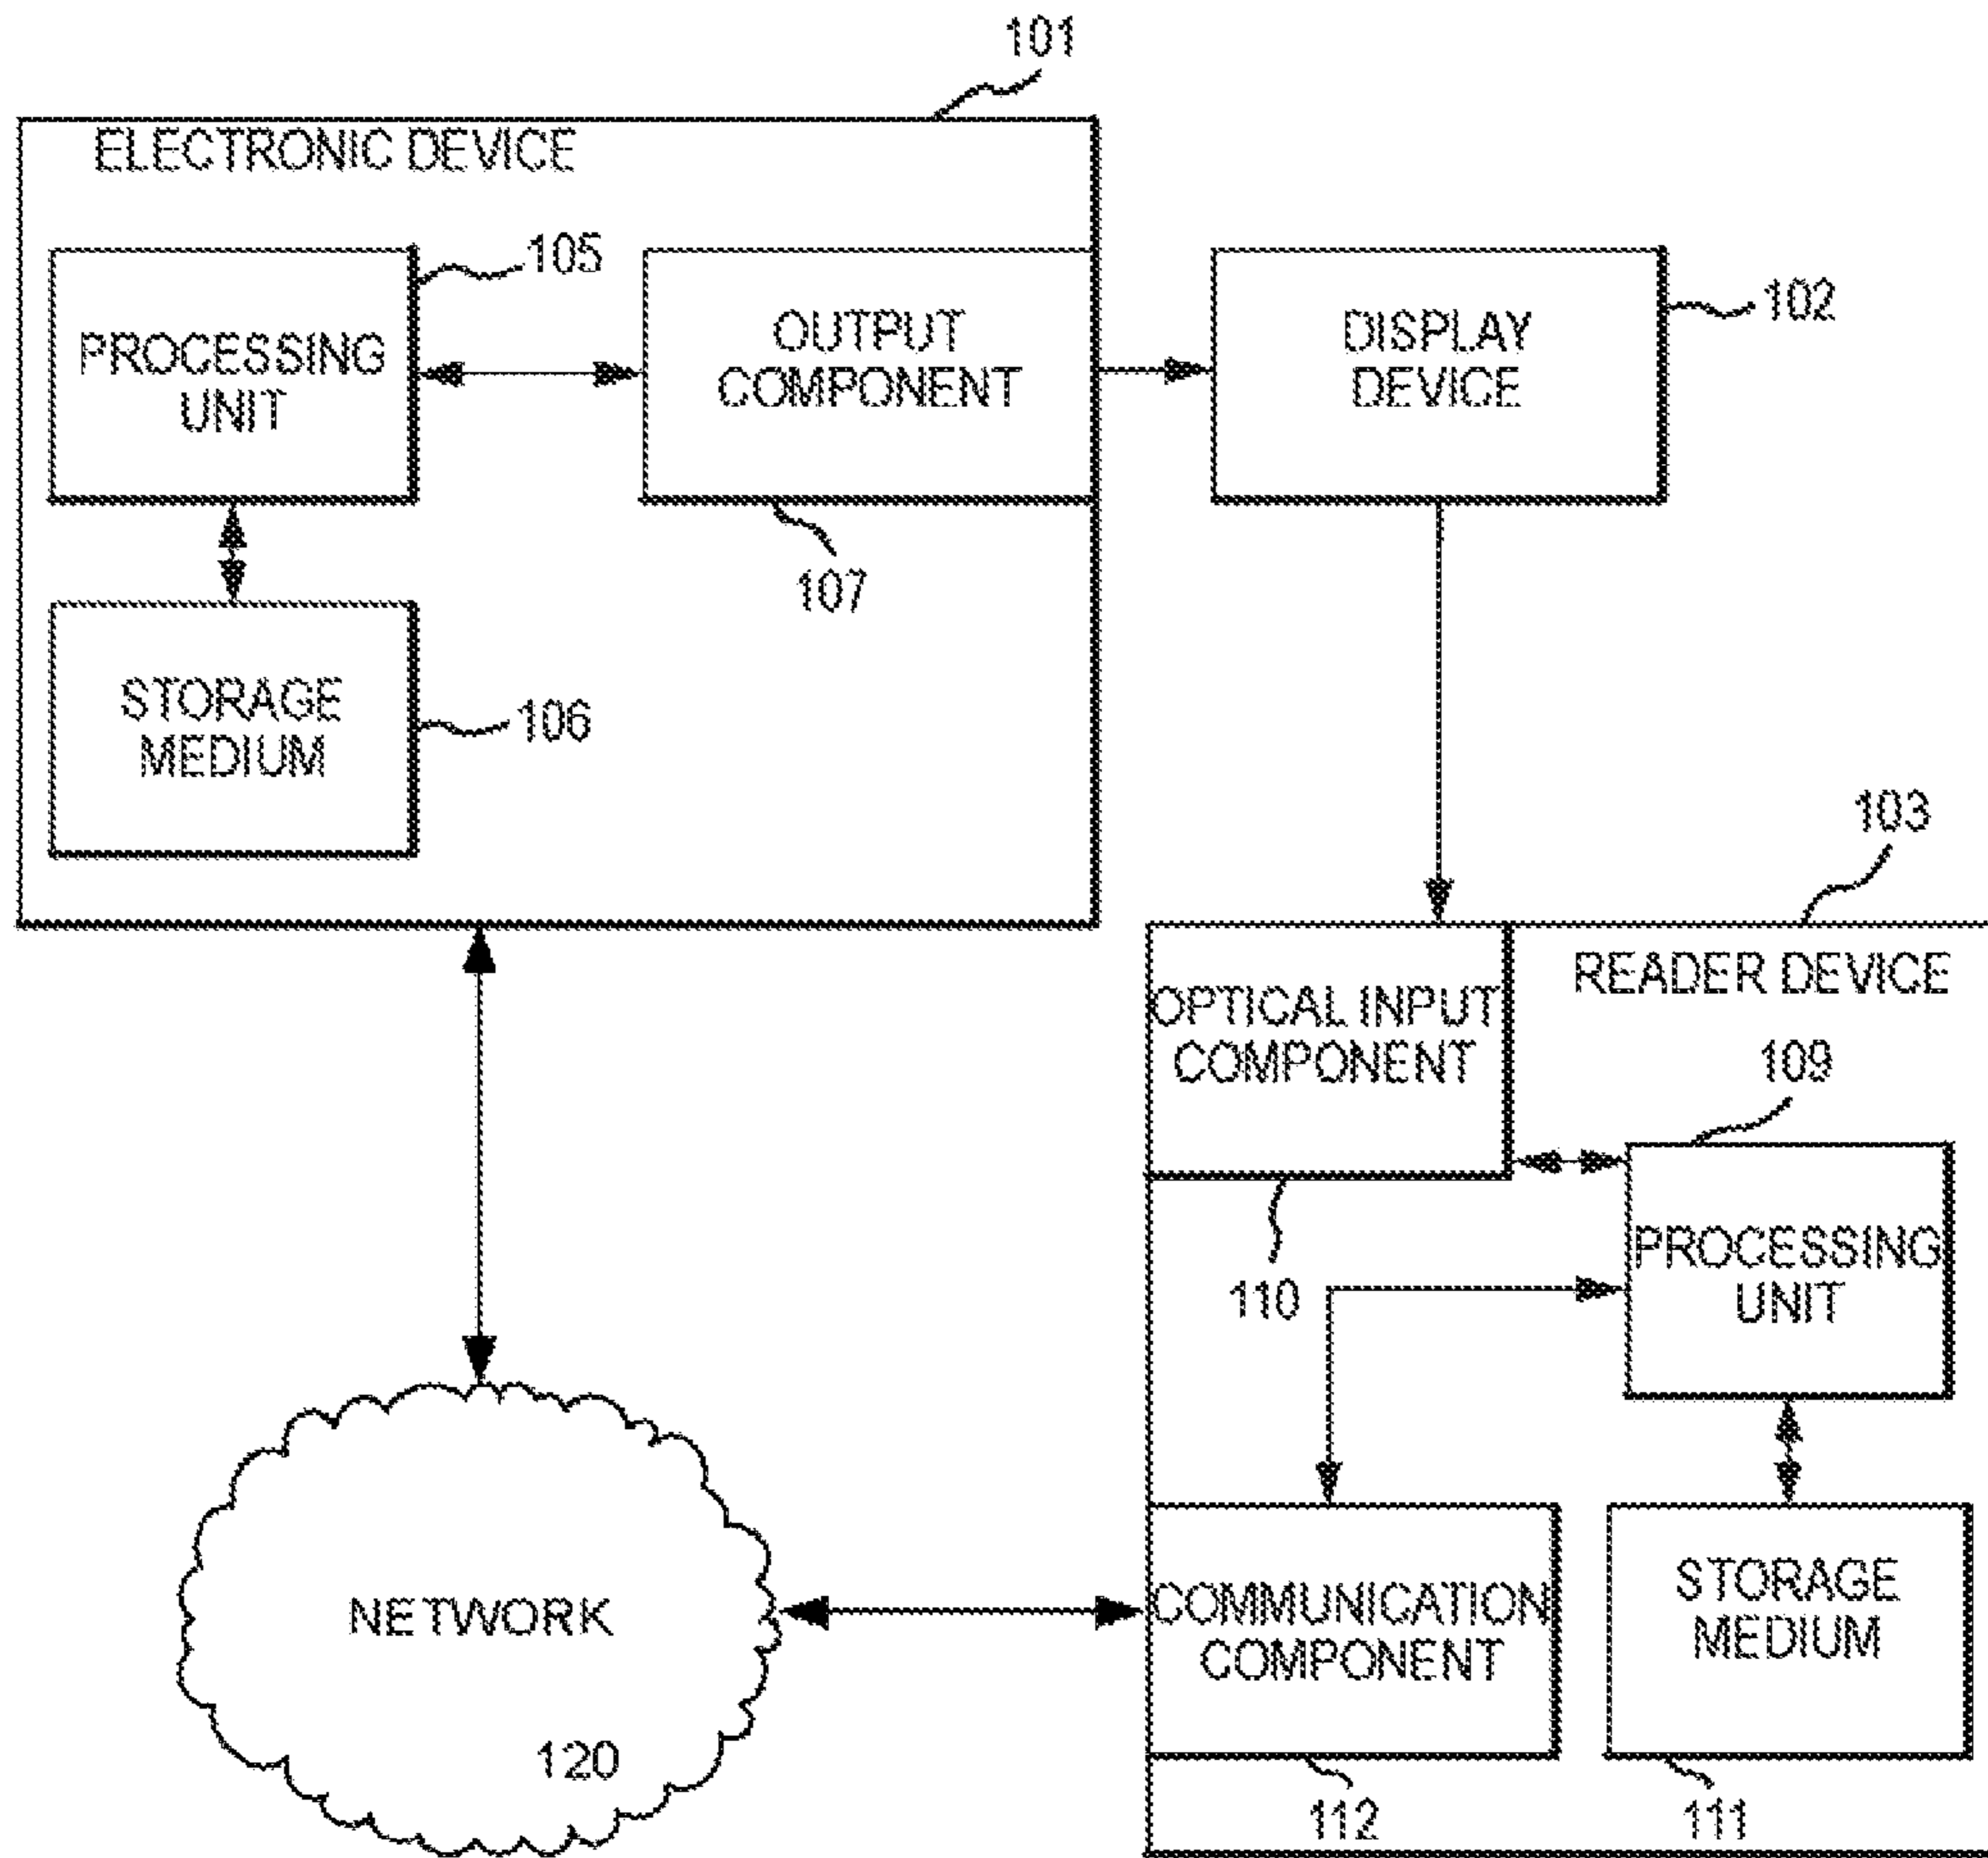 101
ELECTRONIC DEVICE
105
PROCESSING
UNIT
OUTPUT
COMPONENT
107
DISPLAY
DEVICE
102
STORAGE
MEDIUM
106
103
READER DEVICE
OPTICAL INPUT
COMPONENT
110
109
PROCESSING
UNIT
NETWORK
120
COMMUNICATION
COMPONENT
112
STORAGE
MEDIUM
111